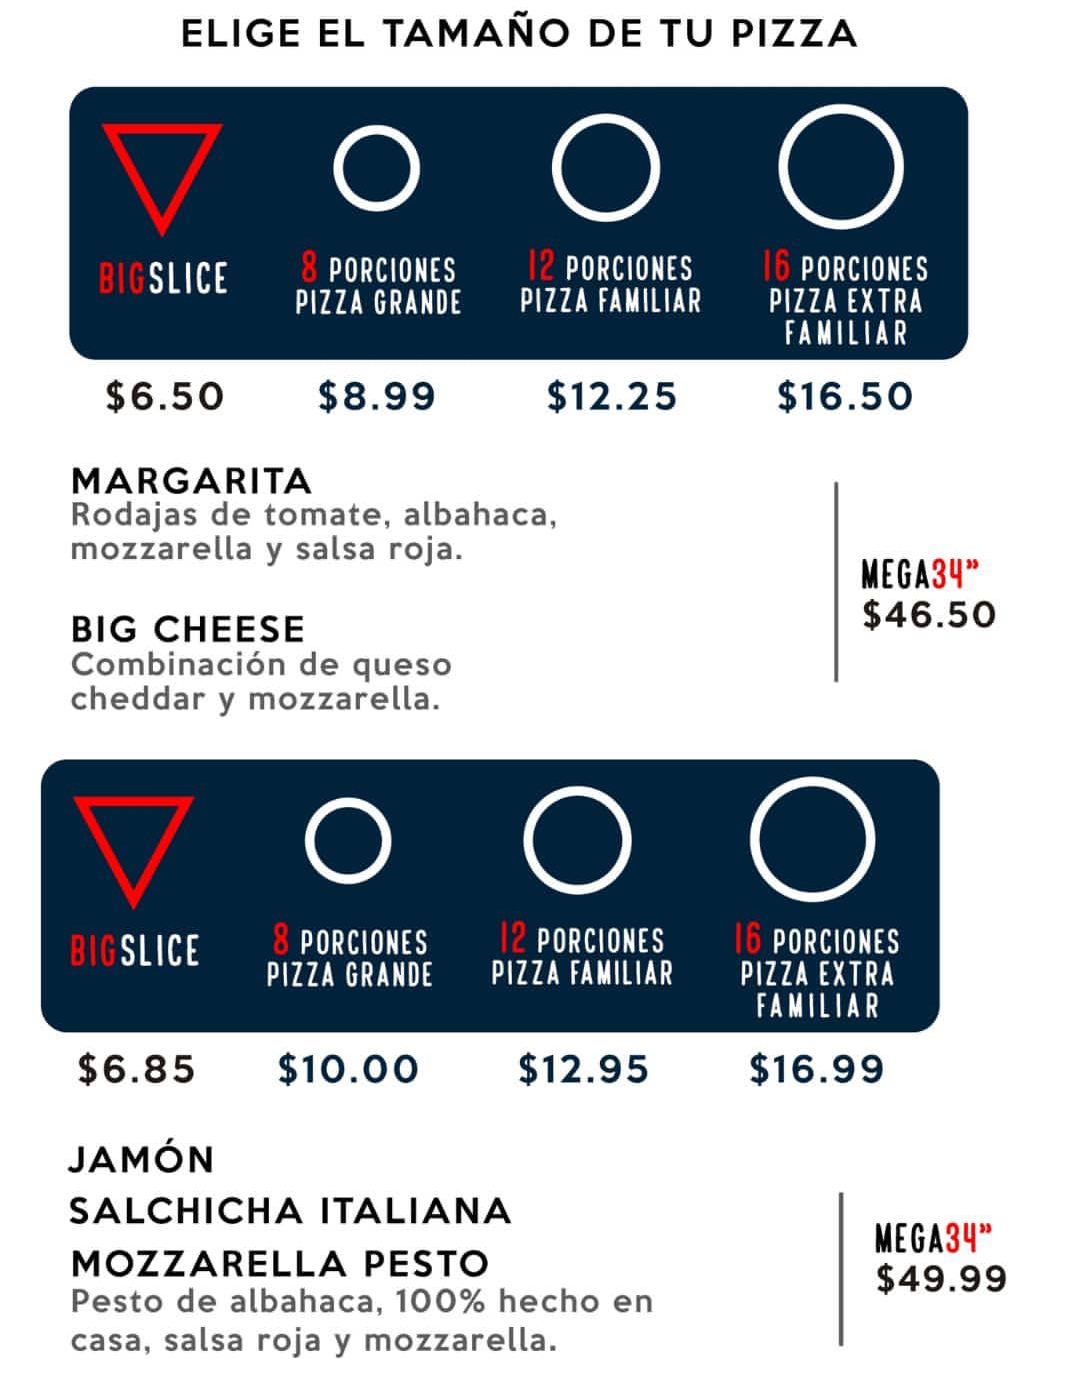 ELIGE EL TAMAÑO DE TU PIZZA
BIGSLICE
8 PORCIONES
PIZZA GRANDE
12 PORCIONES
PIZZA FAMILIAR
16 PORCIONES
PIZZA EXTRA
FAMILIAR
$6.50 $8.99 $12.25 $16.50
MARGARITA
Rodajas de tomate, albahaca,
mozzarella y salsa roja.
BIG CHEESE
Combinación de queso
cheddar y mozzarella.
MEGA34”
$46.50
BIGSLICE
8 PORCIONES
PIZZA GRANDE
12 PORCIONES
PIZZA FAMILIAR
16 PORCIONES
PIZZA EXTRA
FAMILIAR
$6.85 $10.00 $12.95 $16.99
JAMÓN
SALCHICHA ITALIANA
MOZZARELLA PESTO
Pesto de albahaca, 100% hecho en
casa, salsa roja y mozzarella.
MEGA34”
$49.99